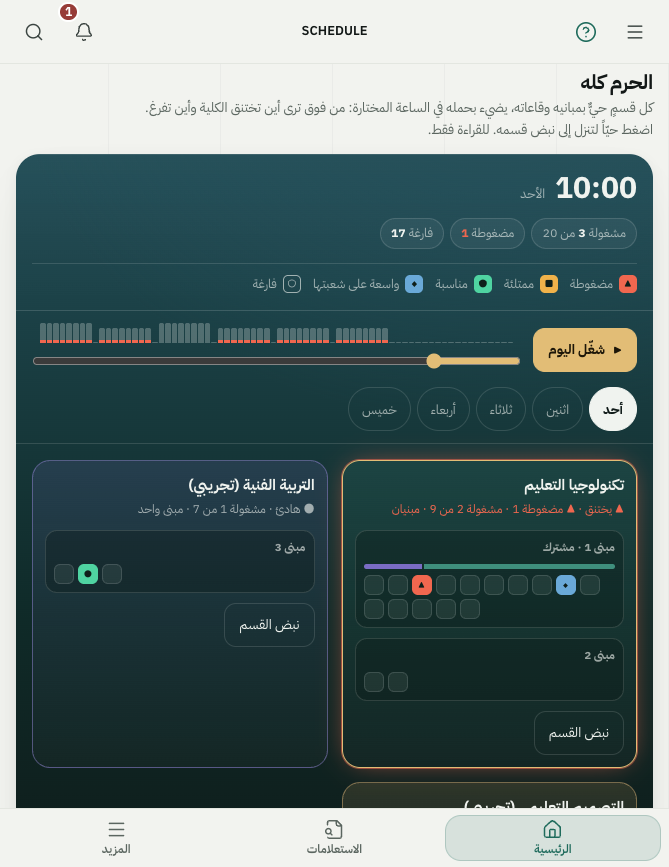 1
SCHEDULE
الحرم كله
كل قسمٍ حيٌّ بمبانيه وقاعاته، يضيء بحمله في الساعة المختارة: من فوق ترى أين تختنق الكلية وأين تفرغ.
اضغط حيّاً لتنزل إلى نبض قسمه. للقراءة فقط.
10:00 الأحد
مشغولة 3 من 20
مضغوطة 1
فارغة 17
مضغوطة
ممتلئة
مناسبة
واسعة على شعبتها
فارغة
شغّل اليوم
أحد
اثنين
ثلاثاء
أربعاء
خميس
تكنولوجيا التعليم
يختنق · مضغوطة 1 · مشغولة 2 من 9 · مبنيان
مبنى 1 · مشترك
مبنى 2
نبض القسم
التربية الفنية (تجريبي)
هادئ · مشغولة 1 من 7 · مبنى واحد
مبنى 3
نبض القسم
التصميم التعليمي (تجريبي)
الرئيسية
الاستعلامات
المزيد